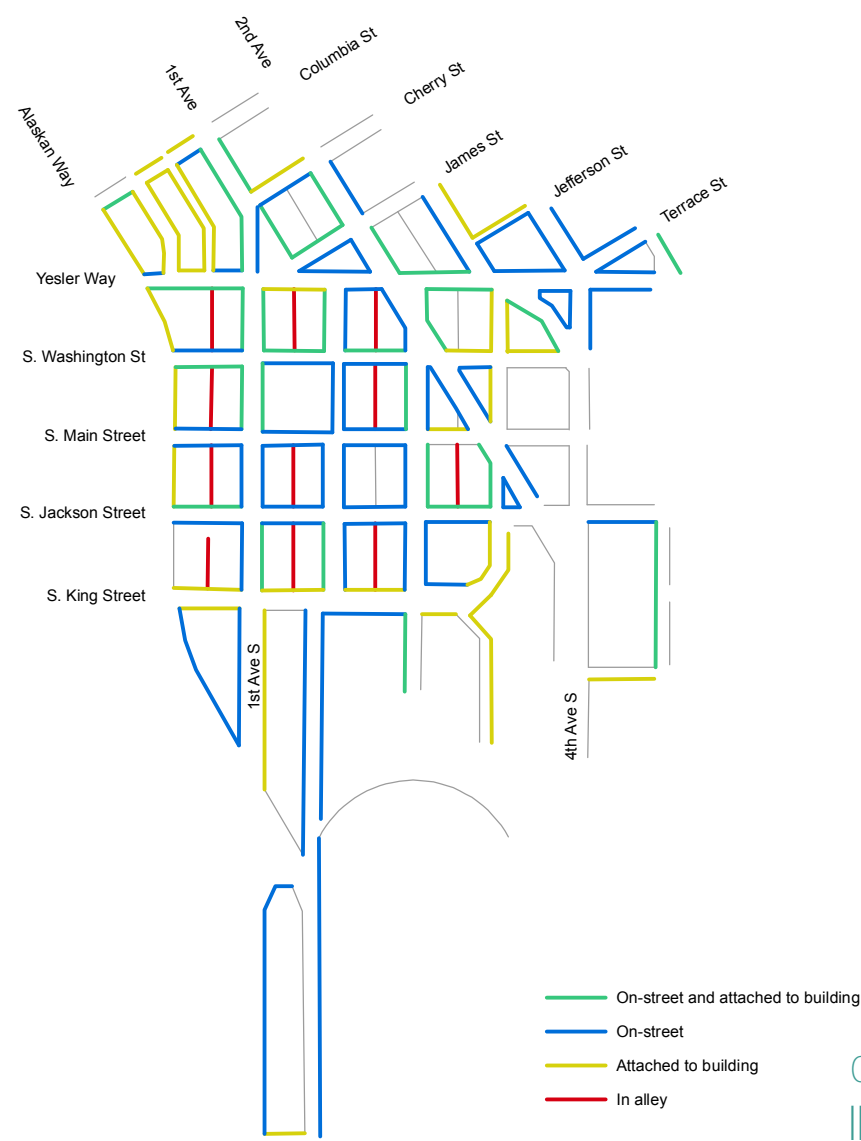 2nd Ave
Columbia St
1st Ave
Cherry St
Alaskan Way
James St
Jefferson St
Terrace St
Yesler Way
S. Washington St
S. Main Street
S. Jackson Street
S. King Street
1st Ave S
4th Ave S
On-street and attached to building
On-street
Attached to building
In alley